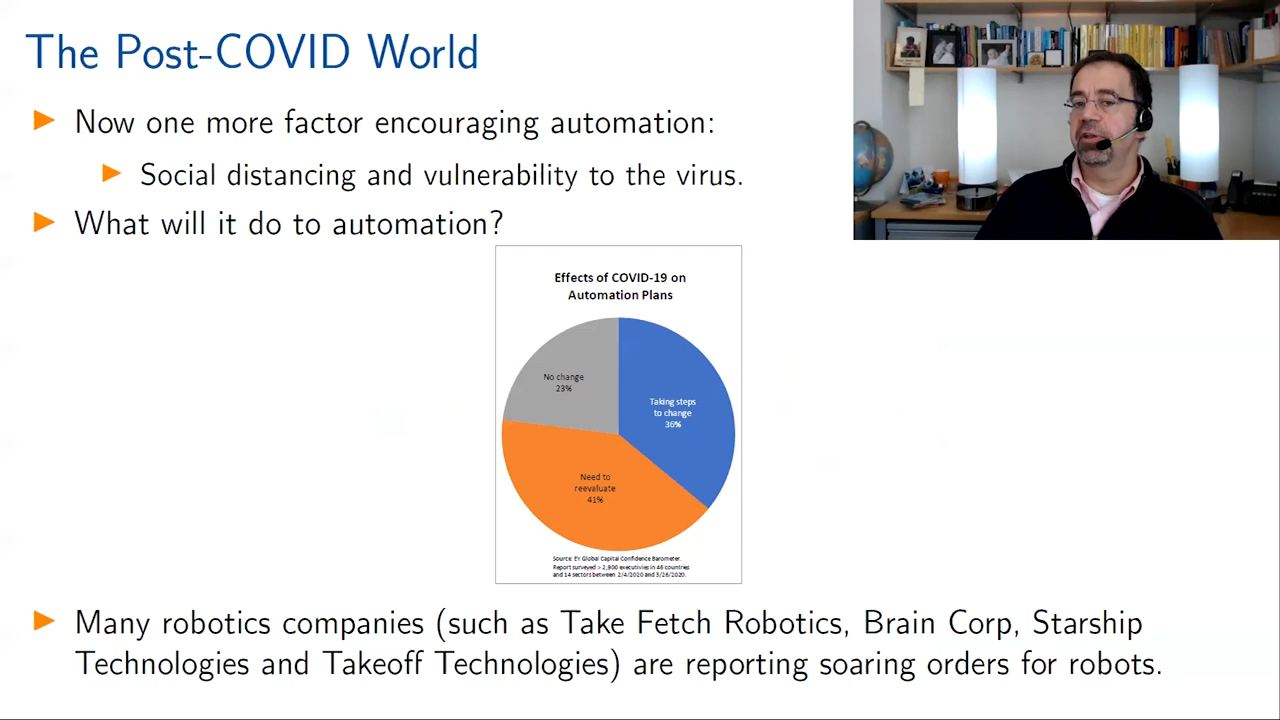 The Post-COVID World
Now one more factor encouraging automation:
Social distancing and vulnerability to the virus.
What will it do to automation?
Effects of COVID-19 on
Automation Plans
No change
23%
Taking steps
to change
36%
Need to
reevaluate
41%
Source: EY Global Capital Confidence Barometer.
Report surveyed > 2,900 executivies in 46 countries
and 14 sectors between 2/4/2020 and 3/26/2020.
Many robotics companies (such as Take Fetch Robotics, Brain Corp, Starship
Technologies and Takeoff Technologies) are reporting soaring orders for robots.